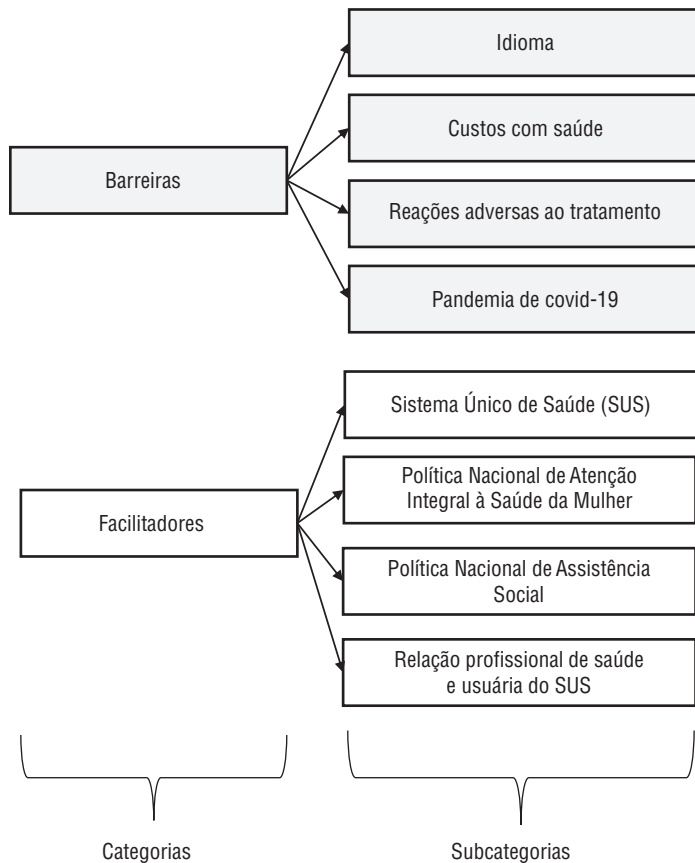 Barreiras
Idioma
Custos com saúde
Reações adversas ao tratamento
Pandemia de covid-19
Facilitadores
Sistema Único de Saúde (SUS)
Política Nacional de Atenção
Integral à Saúde da Mulher
Política Nacional de Assistência
Social
Relação profissional de saúde
e usuária do SUS
Categorias
Subcategorias